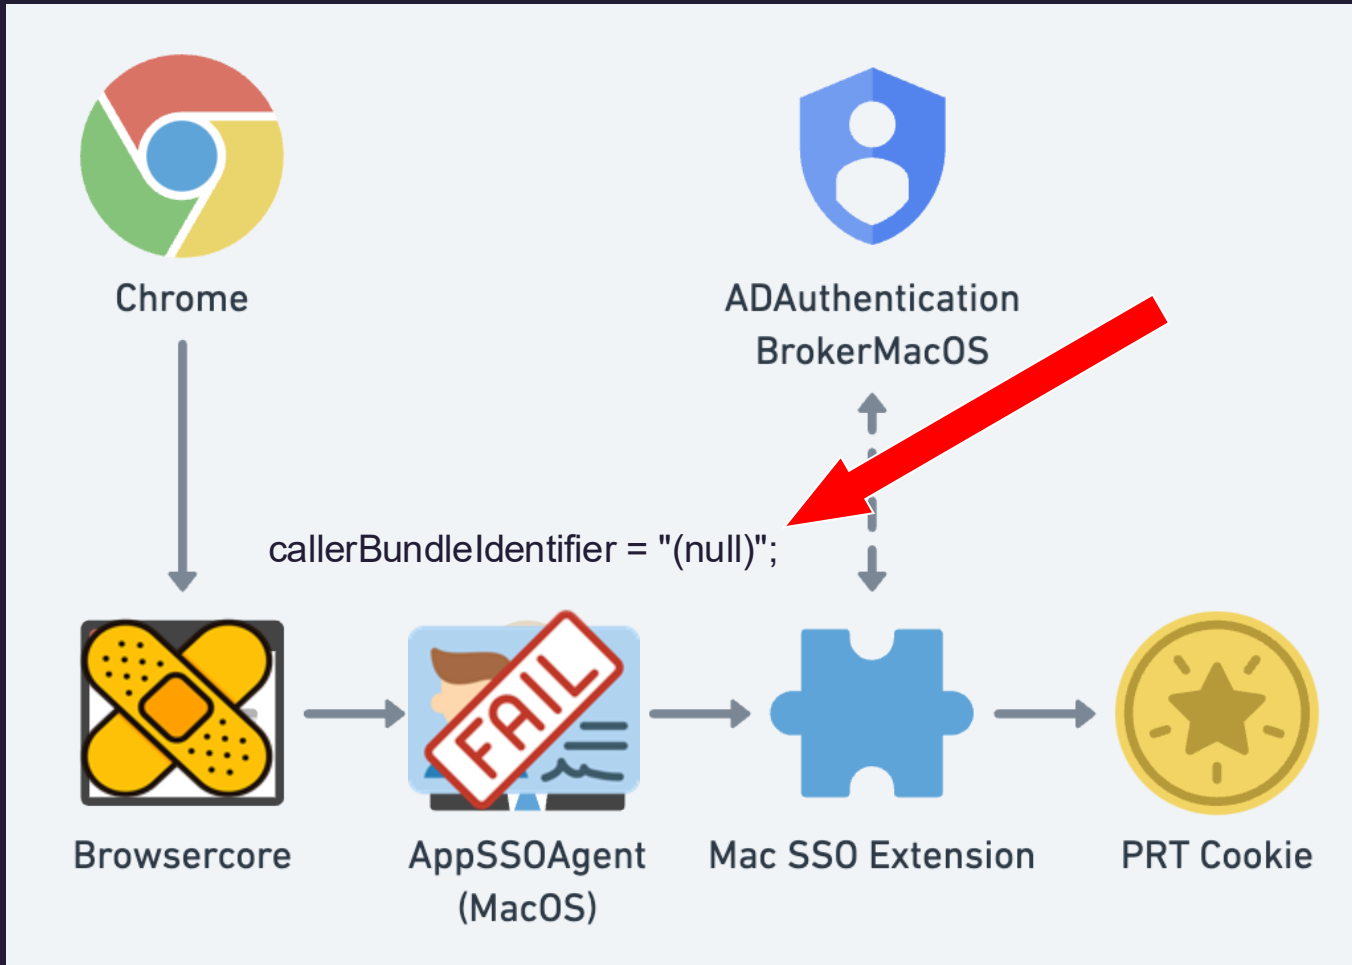 Chrome
ADAuthentication
BrokerMacOS
callerBundleIdentifier = "(null)";
FAIL
Browsercore
AppSSOAgent
(MacOS)
Mac SSO Extension
PRT Cookie